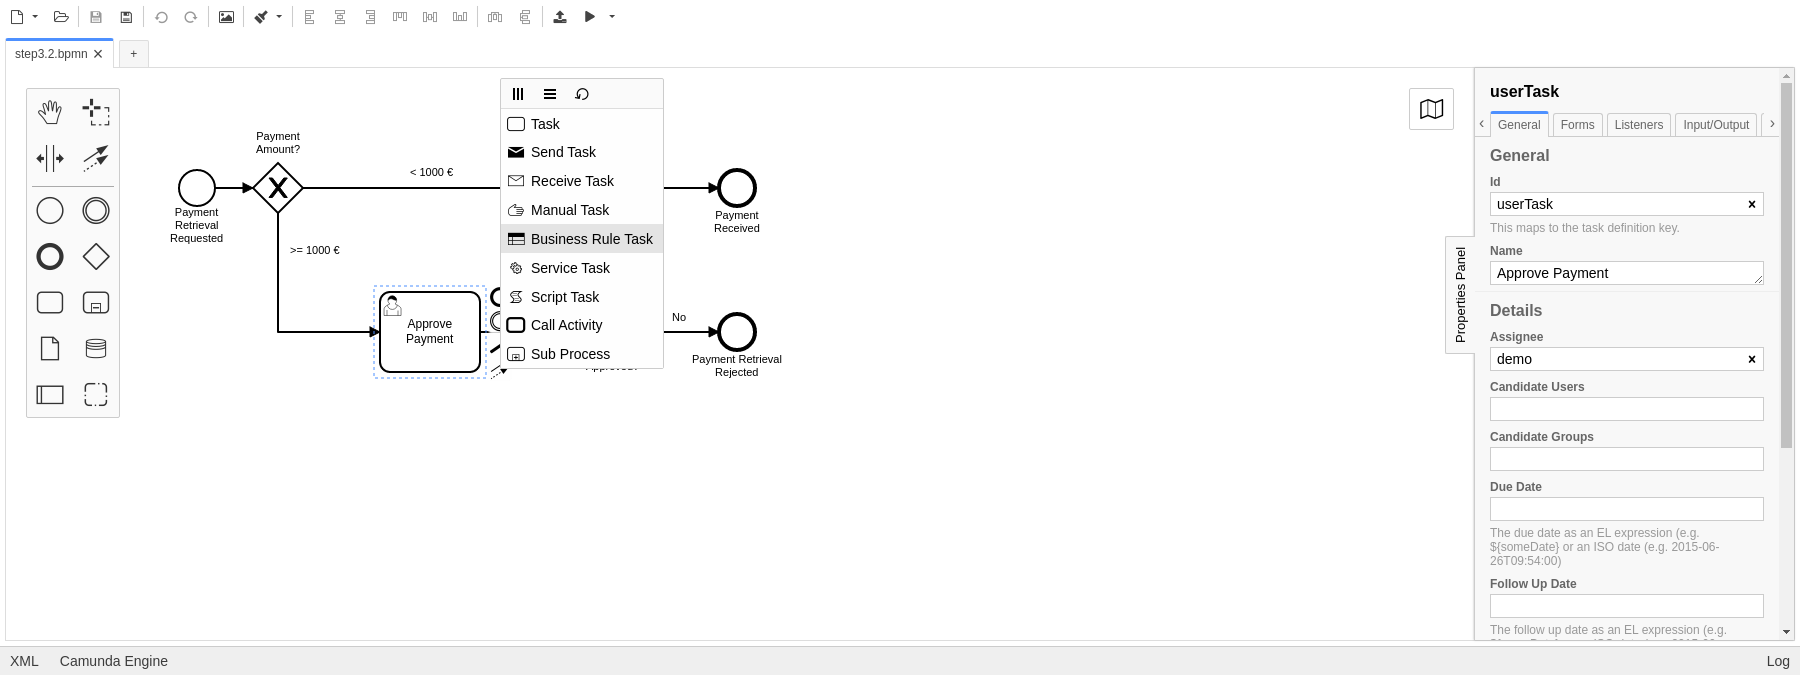 step3.2.bpmn
+
Payment
Amount?
< 1000 €
Payment
Retrieval
Requested
>= 1000 €
Approve
Payment
Task
Send Task
Receive Task
Manual Task
Business Rule Task
Service Task
Script Task
Call Activity
Sub Process
Payment
Received
No
Payment Retrieval
Rejected
Properties Panel
userTask
General
Forms
Listeners
Input/Output
General
Id
userTask
This maps to the task definition key.
Name
Approve Payment
Details
Assignee
demo
Candidate Users
Candidate Groups
Due Date
The due date as an EL expression (e.g.
${someDate} or an ISO date (e.g. 2015-06-
26T09:54:00)
Follow Up Date
The follow up date as an EL expression (e.g.
XML
Camunda Engine
Log